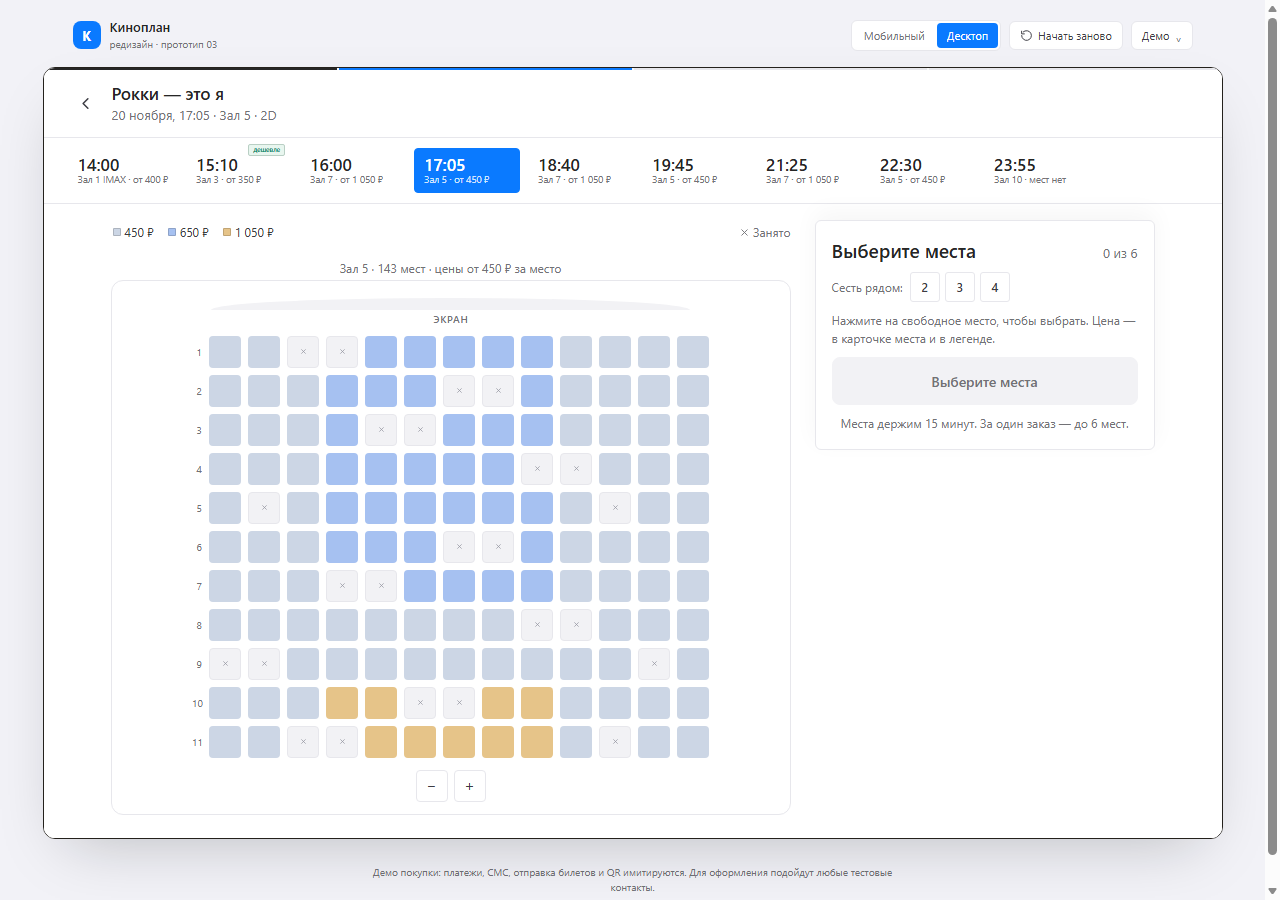 К
Киноплан
редизайн · прототип 03
Мобильный
Десктоп
Начать заново
Демо
Рокки — это я
20 ноября, 17:05 · Зал 5 · 2D
14:00
Зал 1 IMAX · от 400 ₽
15:10
дешевле
Зал 3 · от 350 ₽
16:00
Зал 7 · от 1 050 ₽
17:05
Зал 5 · от 450 ₽
18:40
Зал 7 · от 1 050 ₽
19:45
Зал 5 · от 450 ₽
21:25
Зал 7 · от 1 050 ₽
22:30
Зал 5 · от 450 ₽
23:55
Зал 10 · мест нет
450 ₽
650 ₽
1 050 ₽
× Занято
Зал 5 · 143 мест · цены от 450 ₽ за место
ЭКРАН
1
2
3
4
5
6
7
8
9
10
11
−
+
Выберите места
0 из 6
Сесть рядом:
2
3
4
Нажмите на свободное место, чтобы выбрать. Цена —
в карточке места и в легенде.
Выберите места
Места держим 15 минут. За один заказ — до 6 мест.
Демо покупки: платежи, СМС, отправка билетов и QR имитируются. Для оформления подойдут любые тестовые
контакты.